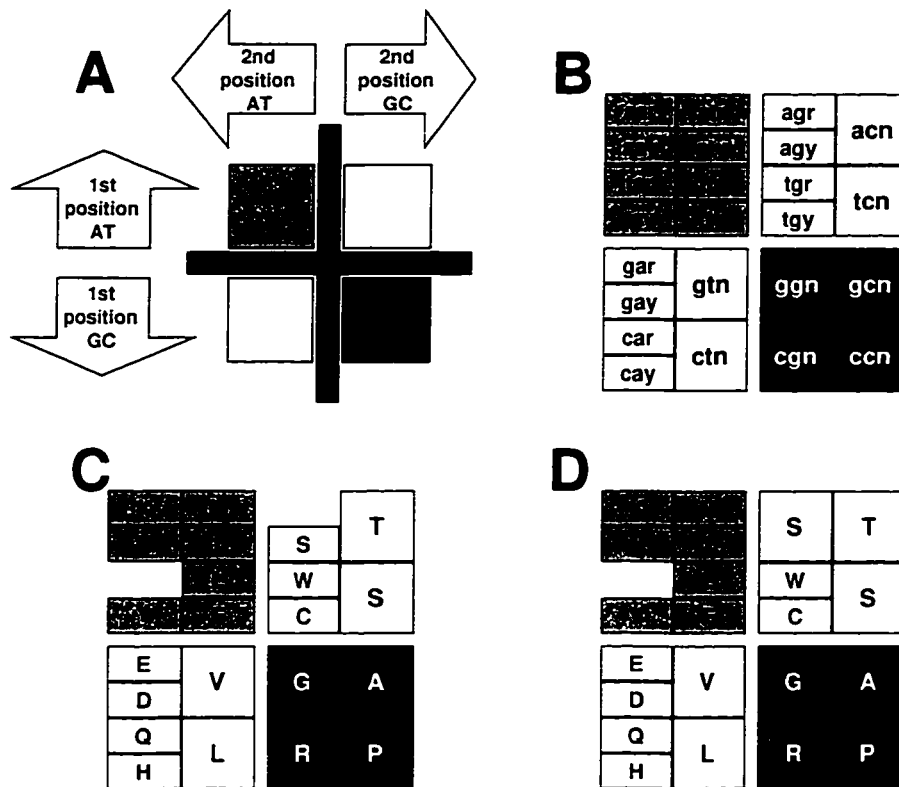 A
2nd
position
AT
2nd
position
GC
1st
position
AT
1st
position
GC
B
agr
agy
acn
tgr
tgy
tcn
gar
gay
gtn
car
cay
ctn
ggn gcn
cgn ccn
C
S
T
W
C
S
E
D
V
Q
H
L
G A
R P
D
S
T
W
C
S
E
D
V
Q
H
L
G A
R P